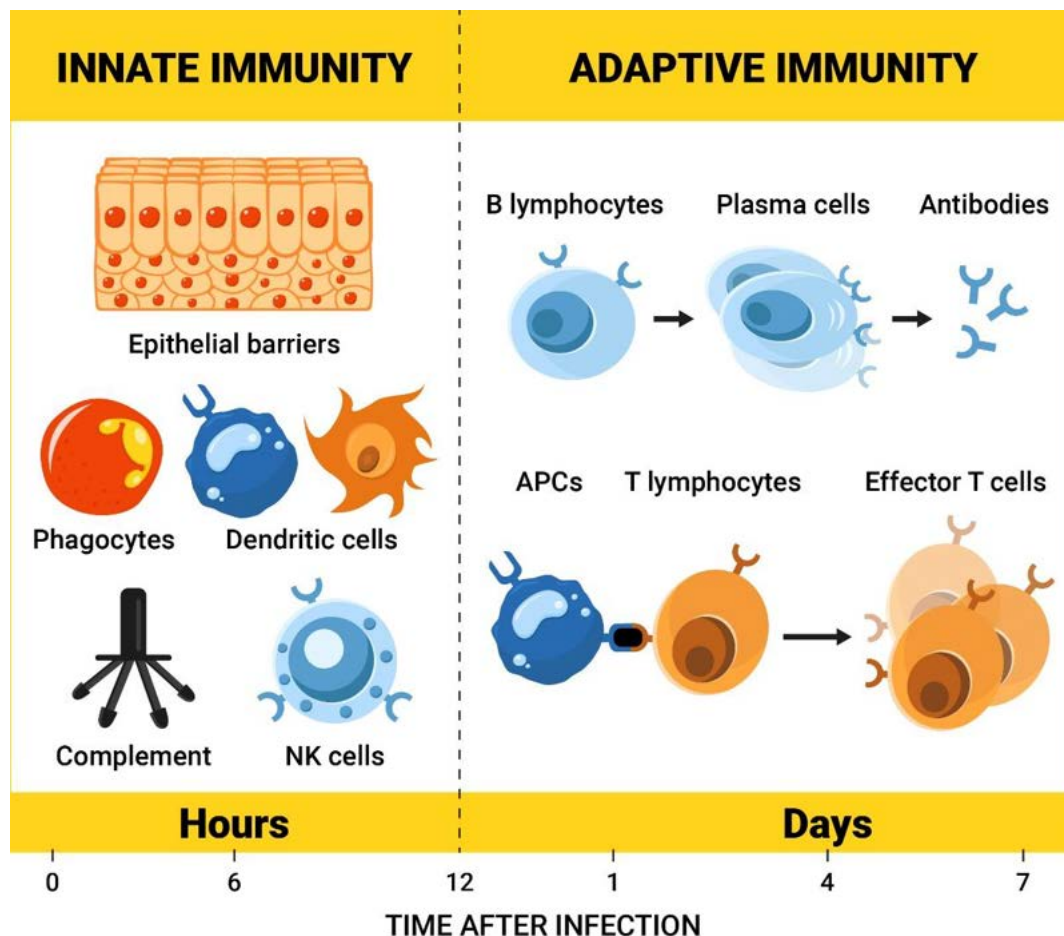 INNATE IMMUNITY
ADAPTIVE IMMUNITY
Epithelial barriers
Phagocytes
Dendritic cells
Complement
NK cells
B lymphocytes
Plasma cells
Antibodies
APCs
T lymphocytes
Effector T cells
Hours
Days
0
6
12
1
4
7
TIME AFTER INFECTION